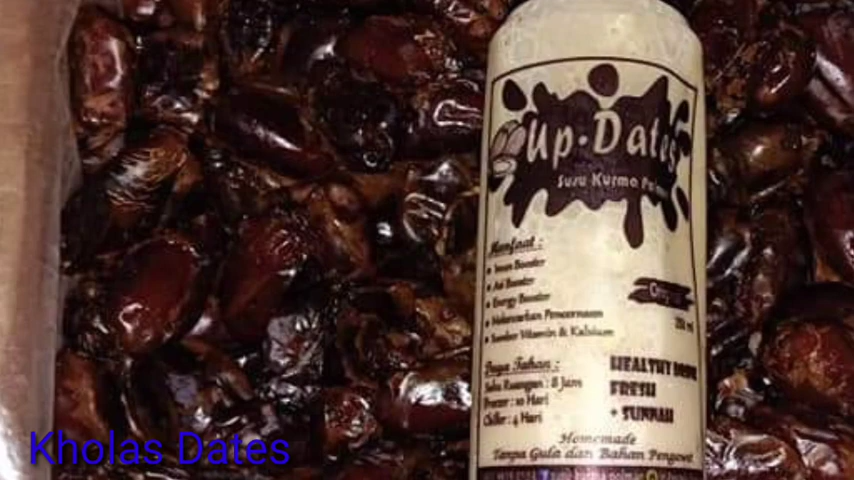 Up·Dates
Susu Kurma
Manfaat :
• Imun Booster
• Asi Booster
• Energy Booster
• Melancarkan Pencernaan
• Sumber Vitamin & Kalsium
250 ml
Daya Tahan :
Suhu Ruangan : 8 Jam
Frezer : 10 Hari
Chiller : 4 Hari
HEALTHY DRINK
FRESH
+ SUNNAH
Homemade
Tanpa Gula dan Bahan Pengawet
Kholas Dates